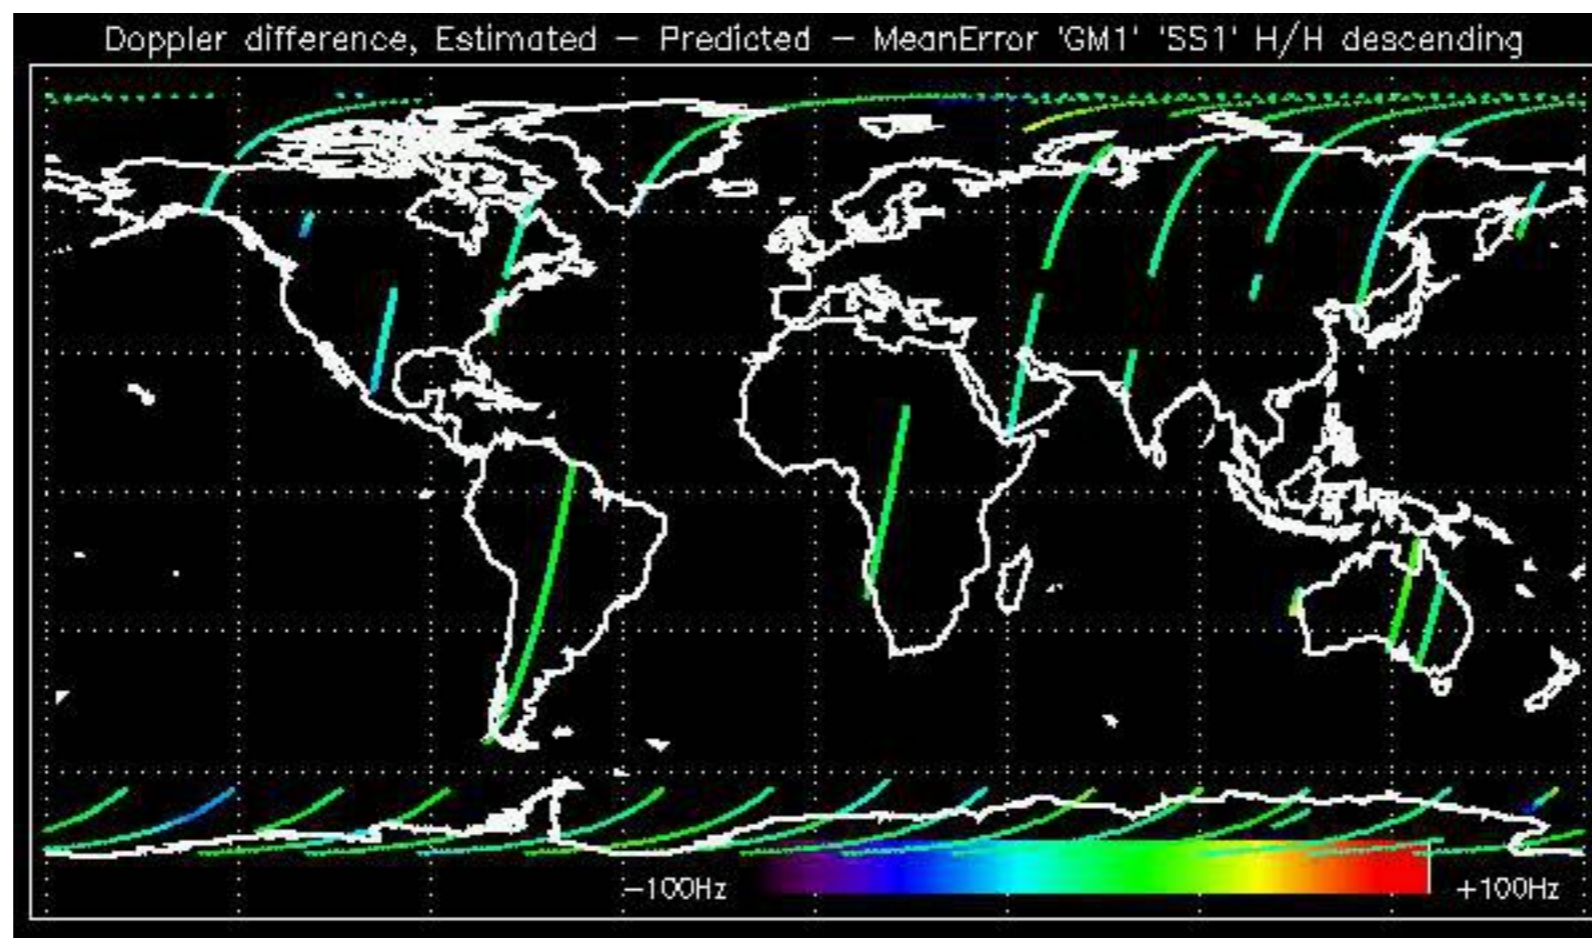 Doppler difference, Estimated – Predicted – MeanError 'GM1' 'SS1' H/H descending
–100Hz
+100Hz